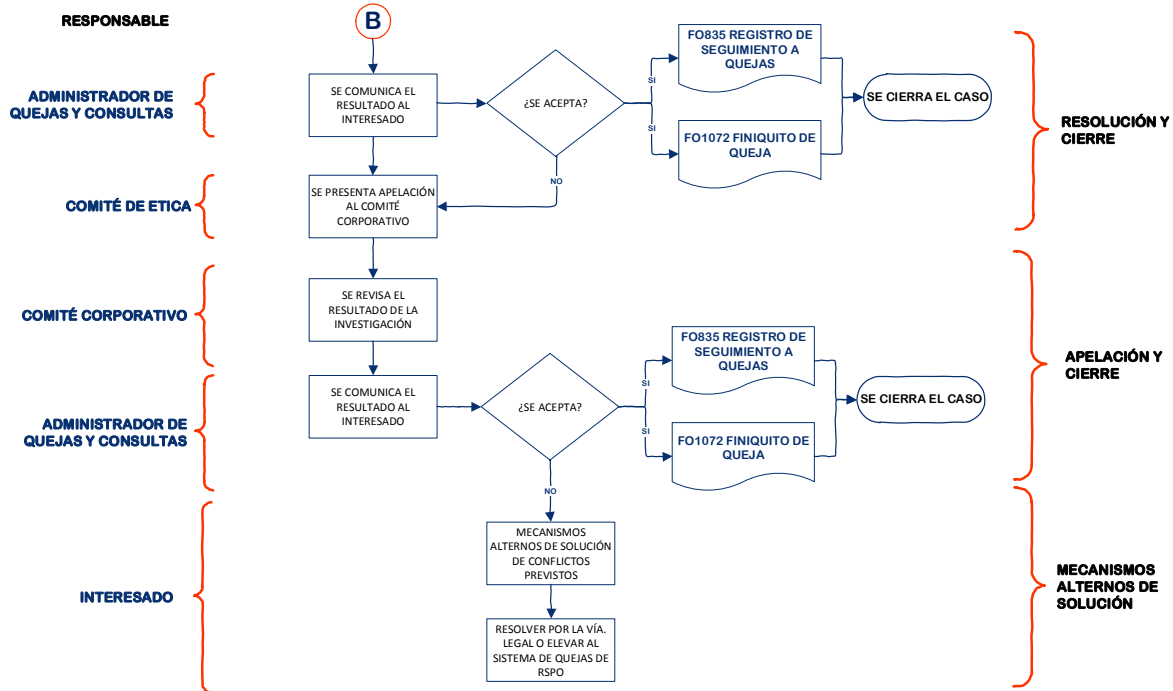 RESPONSABLE
B
ADMINISTRADOR DE
QUEJAS Y CONSULTAS
SE COMUNICA EL
RESULTADO AL
INTERESADO
¿SE ACEPTA?
SI
SI
NO
FO835 REGISTRO DE
SEGUIMIENTO A
QUEJAS
FO1072 FINIQUITO DE
QUEJA
SE CIERRA EL CASO
RESOLUCIÓN Y
CIERRE
COMITÉ DE ETICA
SE PRESENTA APELACIÓN
AL COMITÉ
CORPORATIVO
COMITÉ CORPORATIVO
SE REVISA EL
RESULTADO DE LA
INVESTIGACIÓN
ADMINISTRADOR DE
QUEJAS Y CONSULTAS
SE COMUNICA EL
RESULTADO AL
INTERESADO
¿SE ACEPTA?
SI
SI
NO
FO835 REGISTRO DE
SEGUIMIENTO A
QUEJAS
FO1072 FINIQUITO DE
QUEJA
SE CIERRA EL CASO
APELACIÓN Y
CIERRE
INTERESADO
MECANISMOS
ALTERNOS DE SOLUCIÓN
DE CONFLICTOS
PREVISTOS
RESOLVER POR LA VÍA.
LEGAL O ELEVAR AL
SISTEMA DE QUEJAS DE
RSPO
MECANISMOS
ALTERNOS DE
SOLUCIÓN